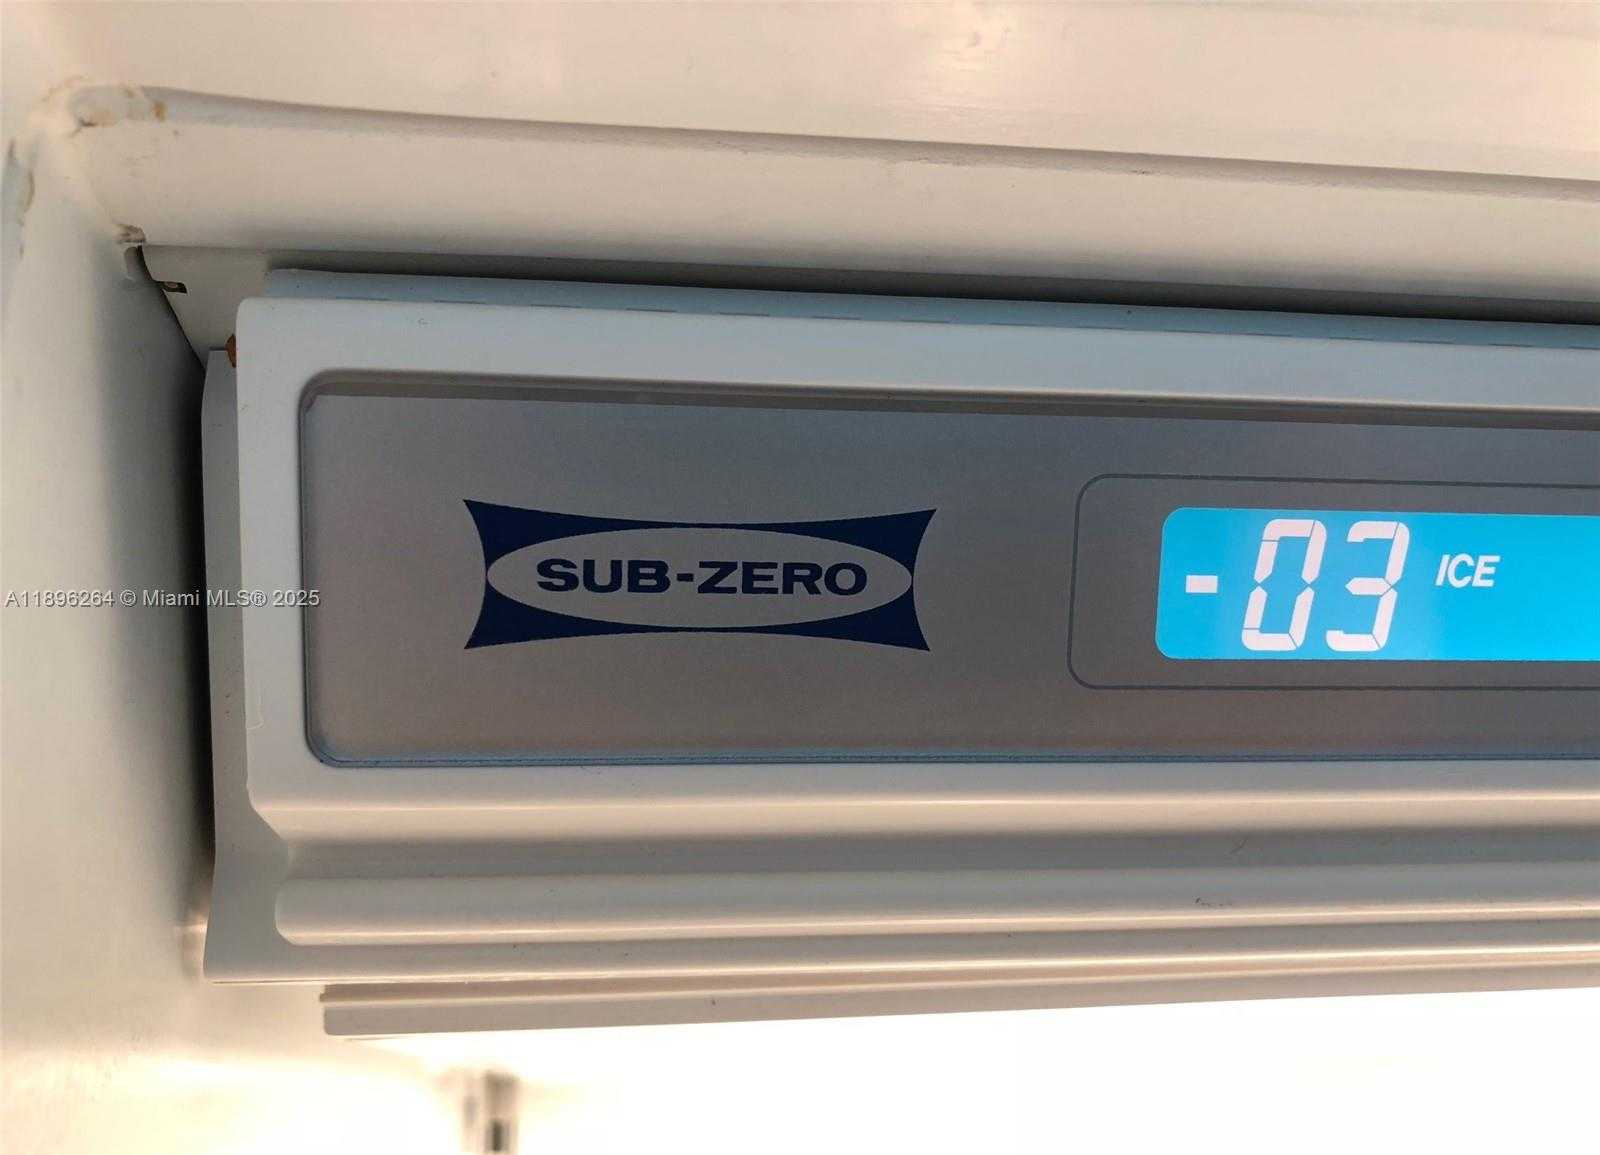 SUB-ZERO
-03 ICE
A11896264 © Miami MLS® 2025